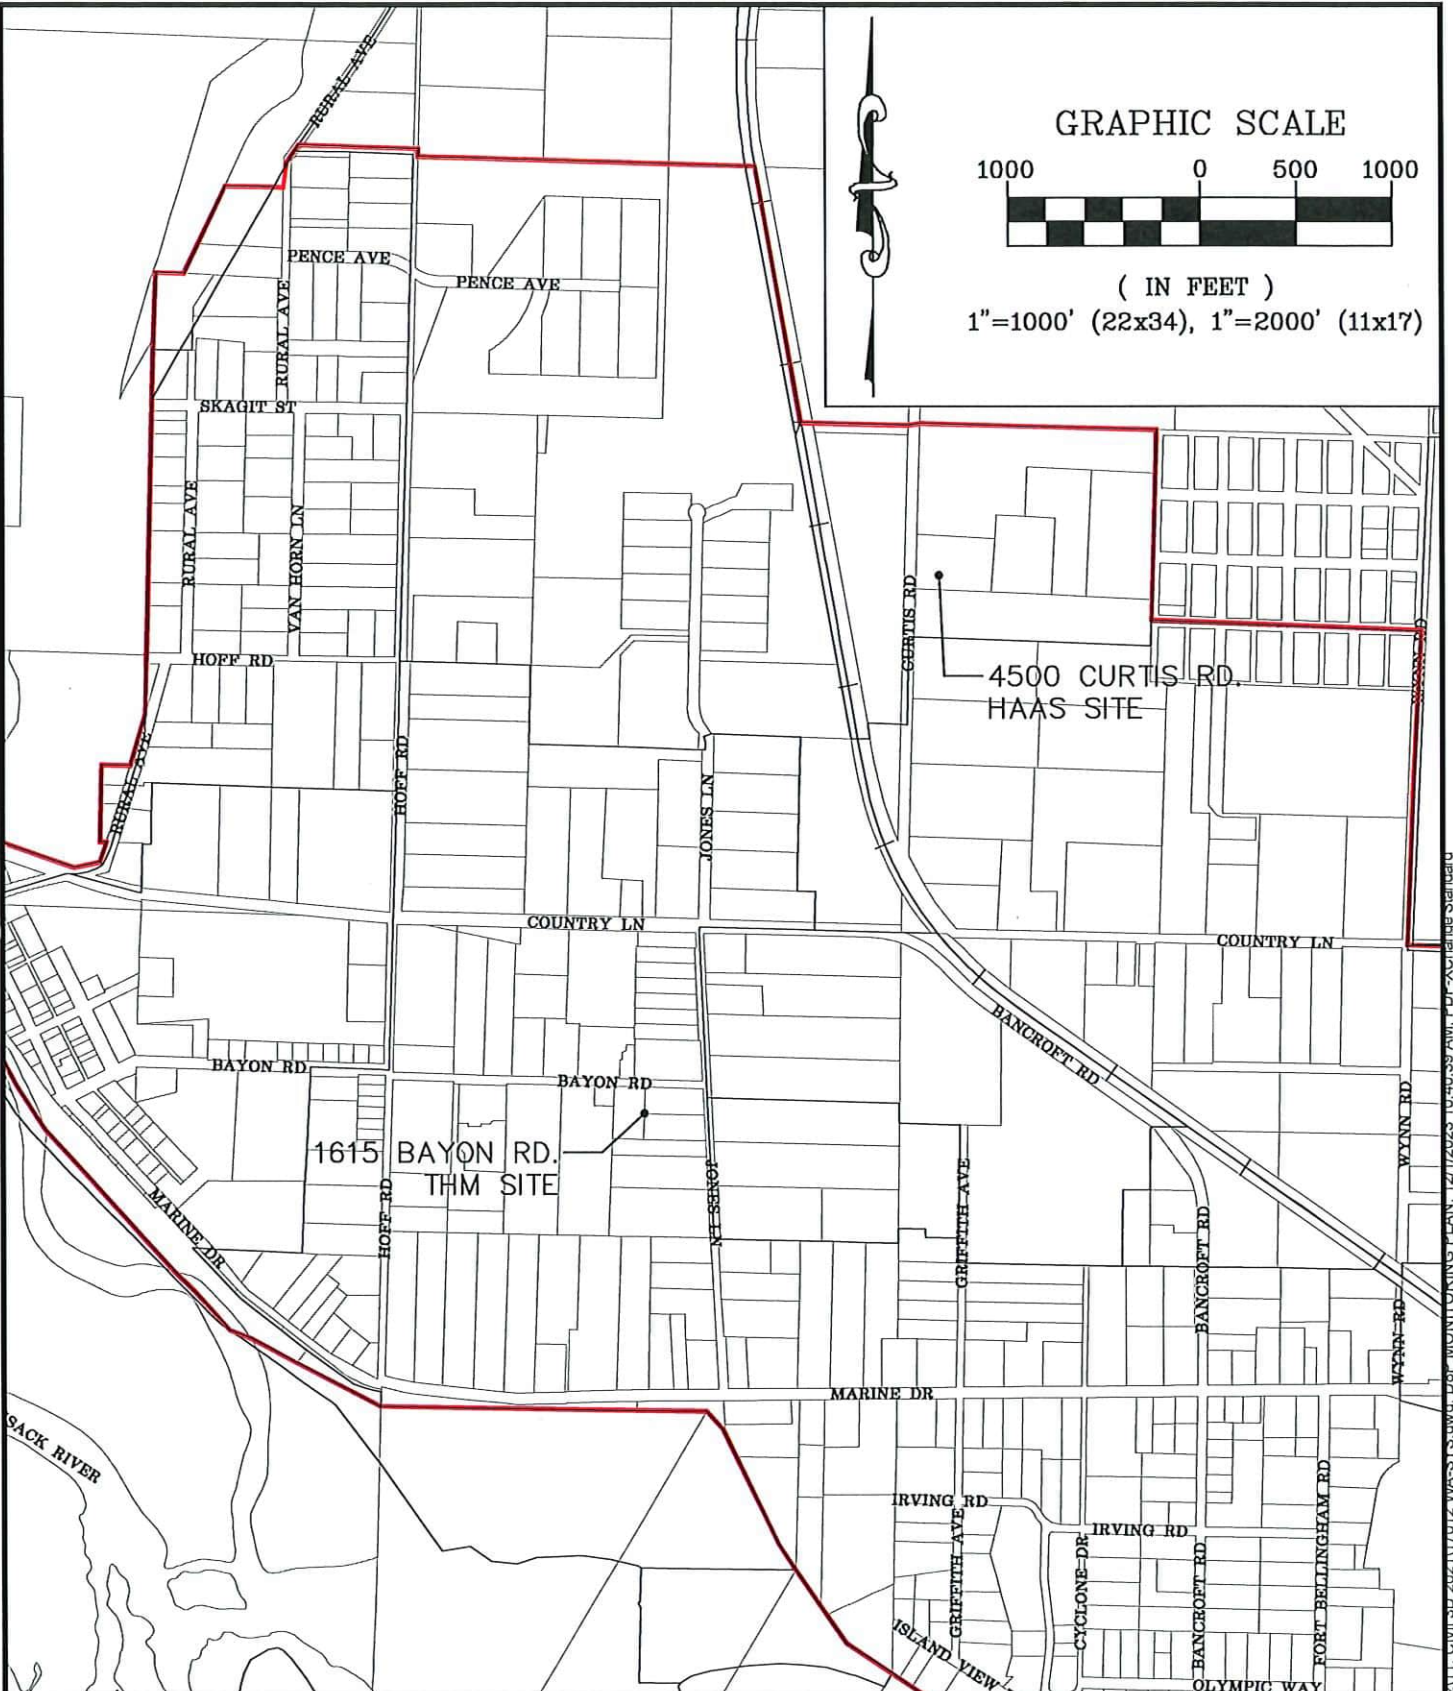 RURAL AVE
GRAPHIC SCALE
1000 0 500 1000
( IN FEET )
1"=1000' (22x34), 1"=2000' (11x17)
PENCE AVE
PENCE AVE
RURAL AVE
SKAGIT ST
RURAL AVE
VAN HORN LN
HOFF RD
CURTIS RD
4500 CURTIS RD.
HAAS SITE
WYNN RD
RURAL AVE
HOFF RD
JONES LN
COUNTRY LN
COUNTRY LN
BANCROFT RD
BAYON RD
BAYON RD
WYNN RD
1615 BAYON RD.
THM SITE
MARINE DR
HOFF RD
JONES LN
GRIFFITH AVE
BANCROFT RD
WYNN RD
MARINE DR
SACK RIVER
IRVING RD
IRVING RD
GRIFFITH AVE
CYCLONE DR
BANCROFT RD
FORT BELLINGHAM RD
ISLAND VIEW
OLYMPIC WAY